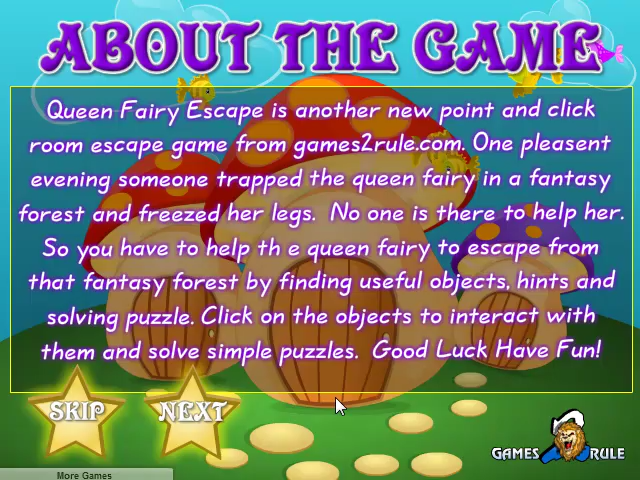 ABOUT THE GAME
Queen Fairy Escape is another new point and click
room escape game from games2rule.com. One pleasent
evening someone trapped the queen fairy in a fantasy
forest and freezed her legs. No one is there to help her.
So you have to help th e queen fairy to escape from
that fantasy forest by finding useful objects, hints and
solving puzzle. Click on the objects to interact with
them and solve simple puzzles. Good Luck Have Fun!
SKIP
NEXT
GAMES 2 RULE
More Games